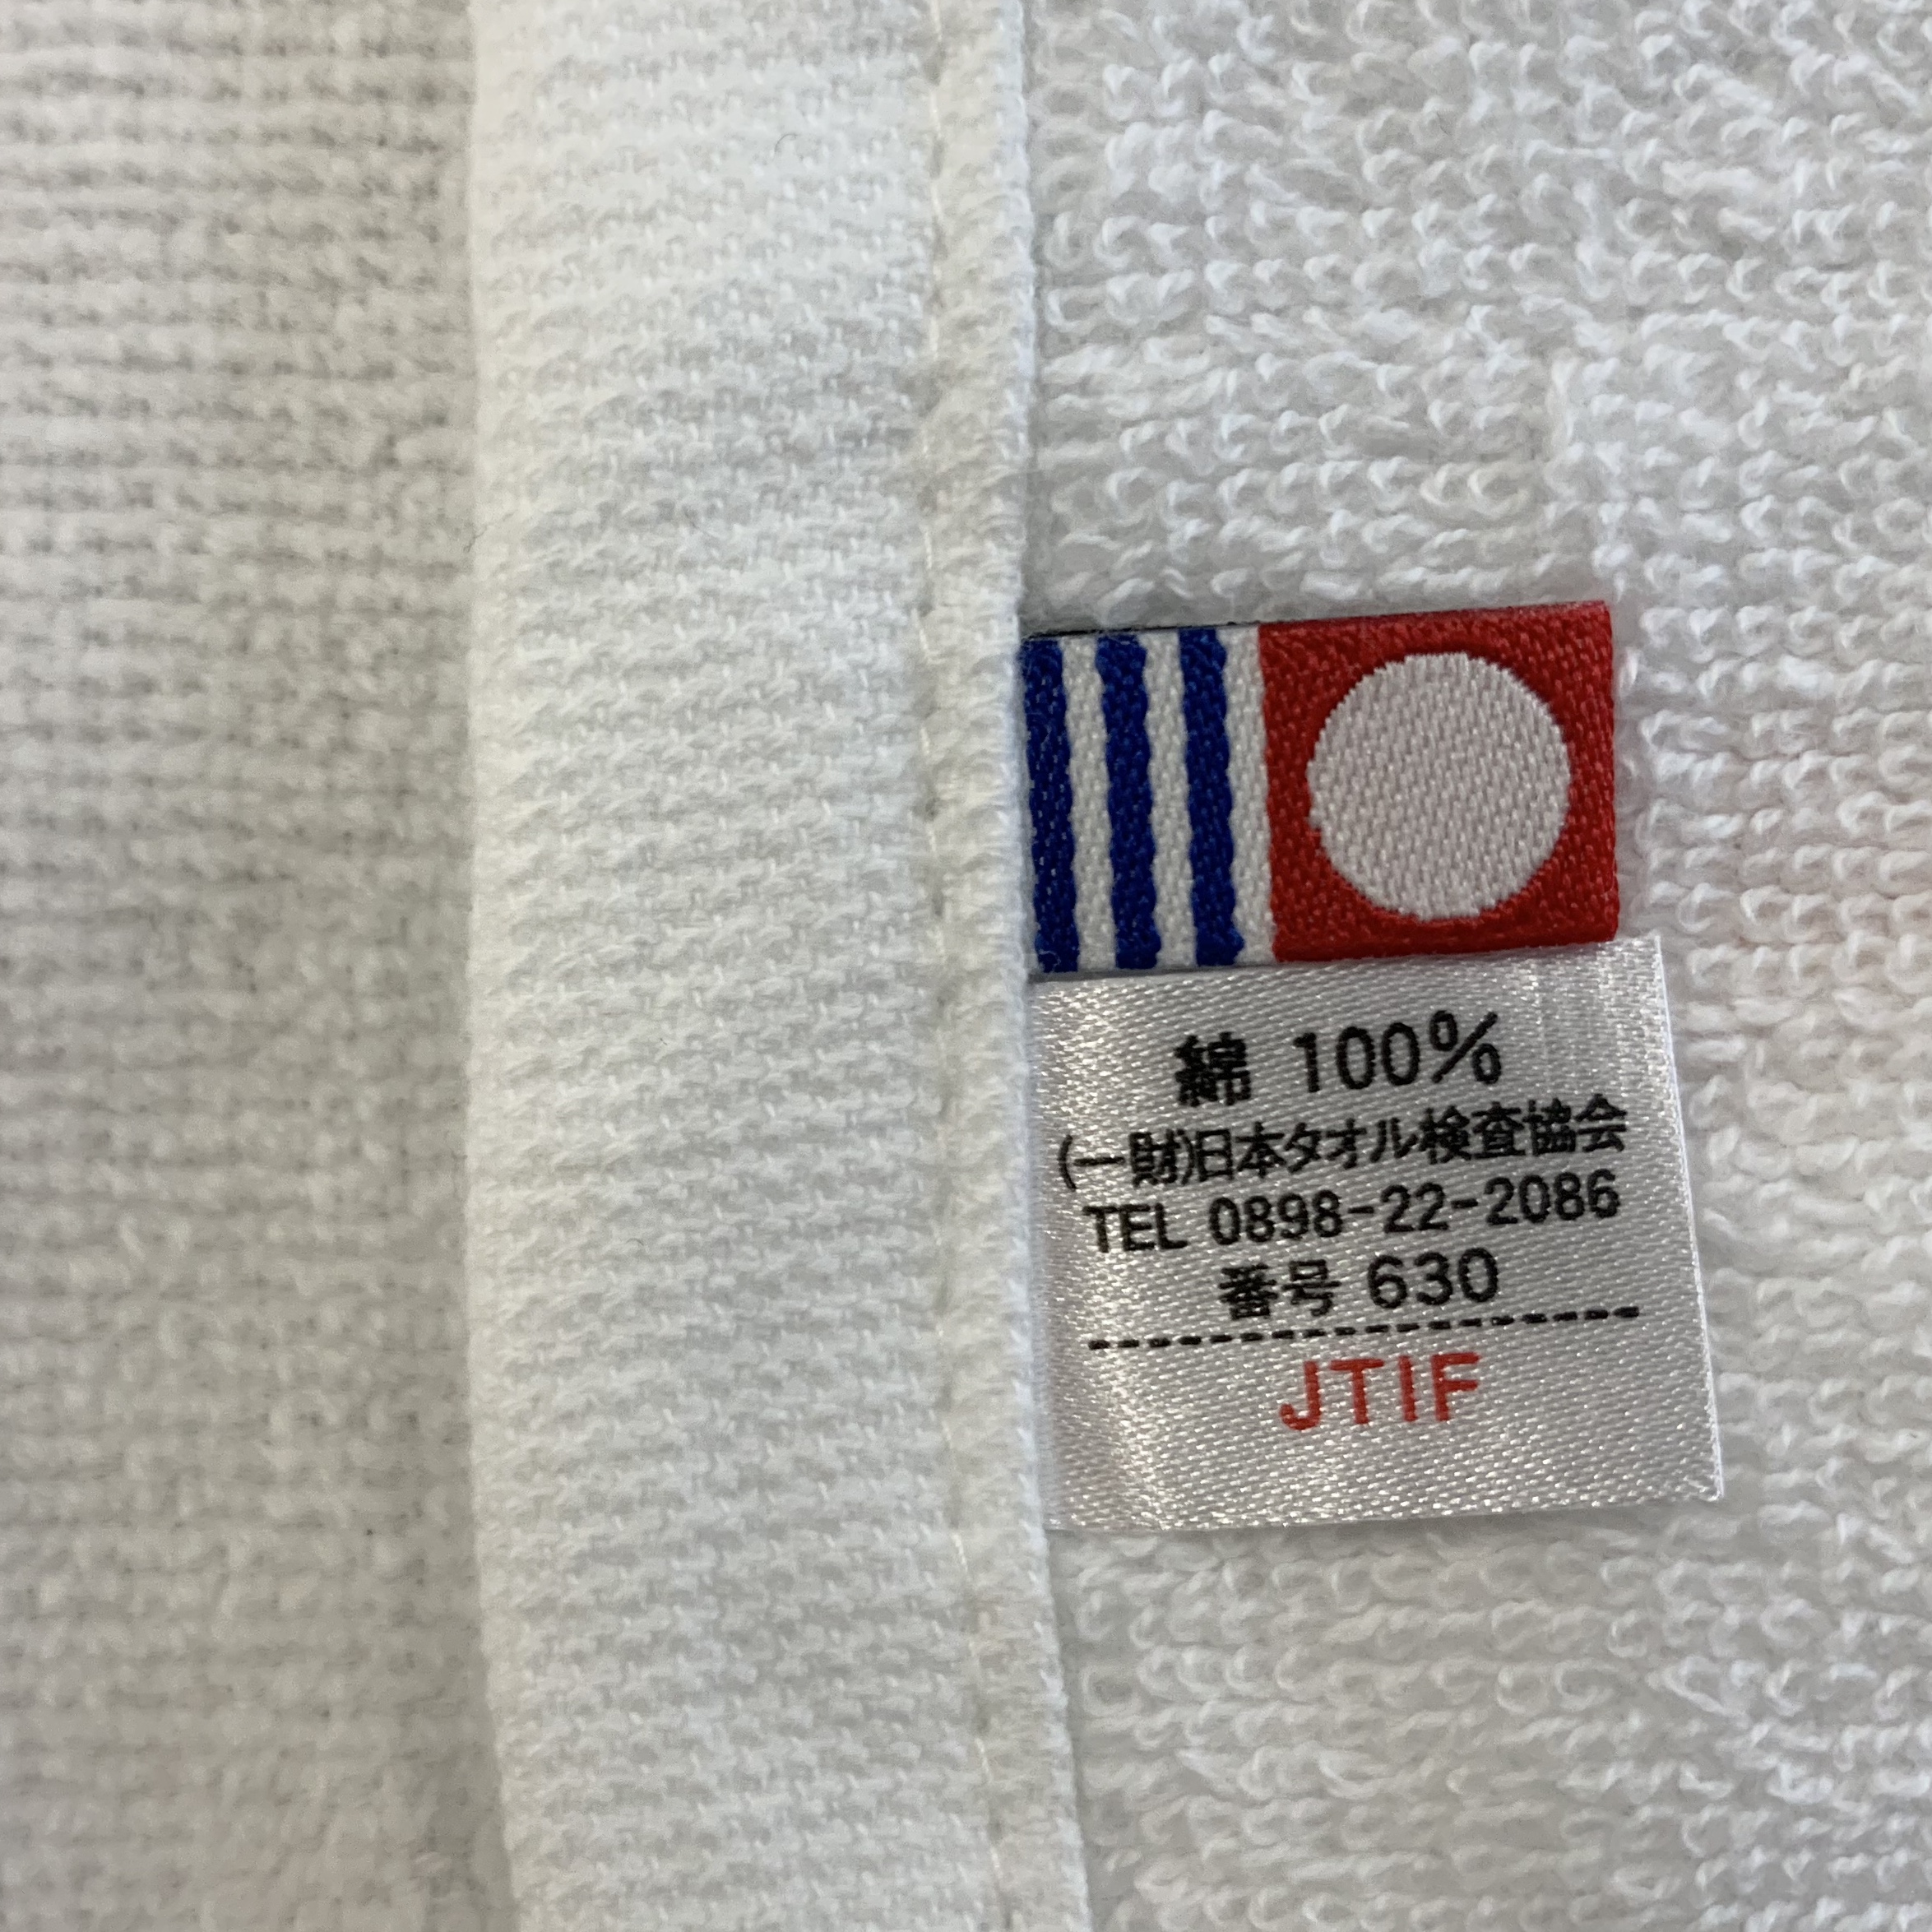 綿 100%
(一財)日本タオル検査協会
TEL 0898-22-2086
番号 630
JTIF